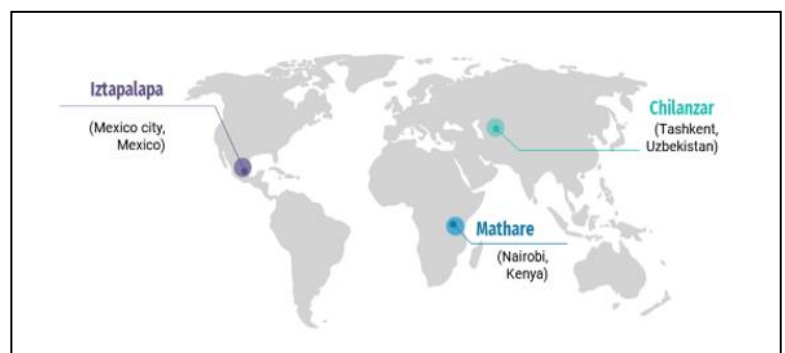 Iztapalapa
(Mexico city,
Mexico)
Chilanzar
(Tashkent,
Uzbekistan)
Mathare
(Nairobi,
Kenya)